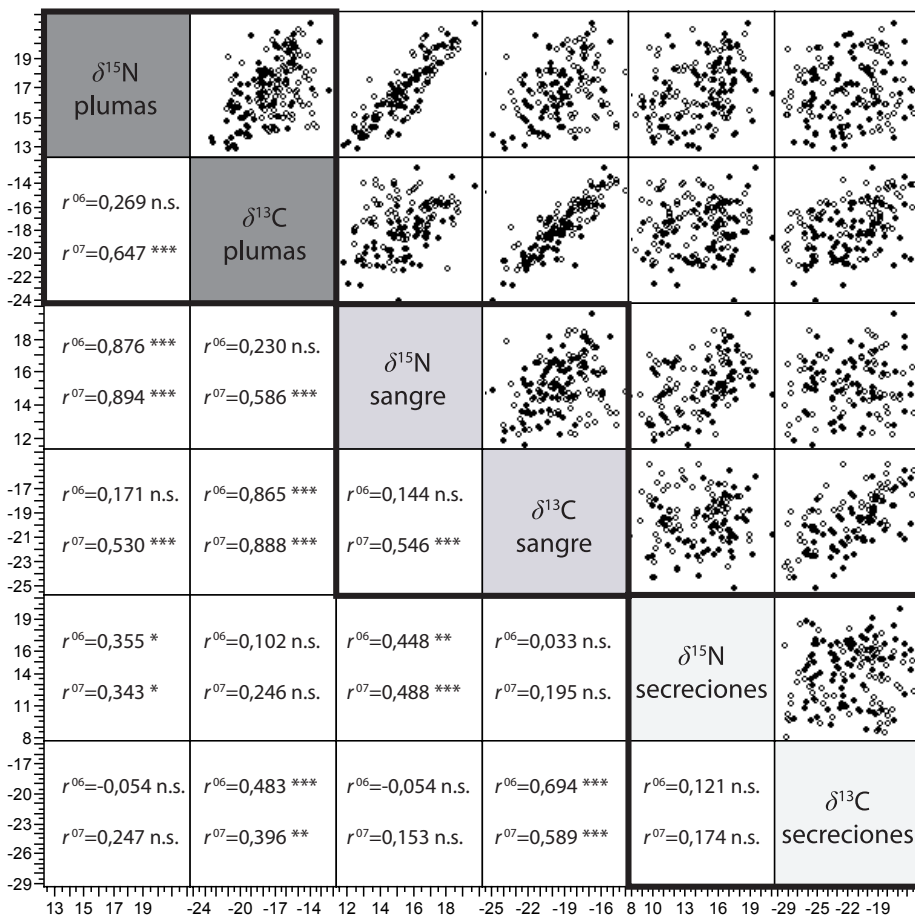 19
17
15
13
δ¹⁵N
plumas
-14
-16
-18
-20
-22
-24
r⁰⁶=0,269 n.s.
r⁰⁷=0,647 ***
δ¹³C
plumas
18
16
14
12
r⁰⁶=0,876 ***
r⁰⁷=0,894 ***
r⁰⁶=0,230 n.s.
r⁰⁷=0,586 ***
δ¹⁵N
sangre
-17
-19
-21
-23
-25
r⁰⁶=0,171 n.s.
r⁰⁷=0,530 ***
r⁰⁶=0,865 ***
r⁰⁷=0,888 ***
r⁰⁶=0,144 n.s.
r⁰⁷=0,546 ***
δ¹³C
sangre
19
16
14
11
8
r⁰⁶=0,355 *
r⁰⁷=0,343 *
r⁰⁶=0,102 n.s.
r⁰⁷=0,246 n.s.
r⁰⁶=0,448 **
r⁰⁷=0,488 ***
r⁰⁶=0,033 n.s.
r⁰⁷=0,195 n.s.
δ¹⁵N
secreciones
-17
-20
-23
-26
-29
r⁰⁶=-0,054 n.s.
r⁰⁷=0,247 n.s.
r⁰⁶=0,483 ***
r⁰⁷=0,396 **
r⁰⁶=-0,054 n.s.
r⁰⁷=0,153 n.s.
r⁰⁶=0,694 ***
r⁰⁷=0,589 ***
r⁰⁶=0,121 n.s.
r⁰⁷=0,174 n.s.
δ¹³C
secreciones
13 15 17 19 -24 -20 -17 -14 12 14 16 18 -25 -22 -19 -16 8 10 13 16 19 -28 -25 -22 -19